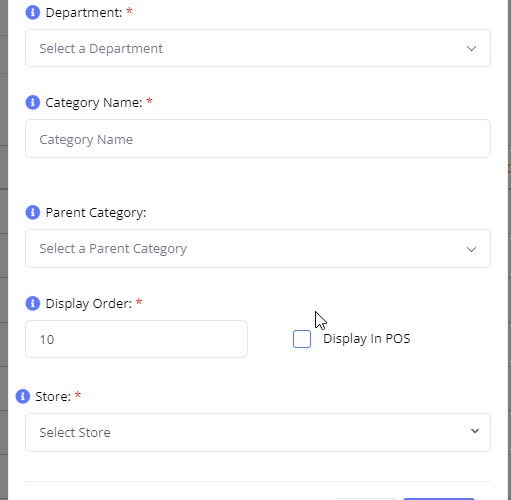 Department: *
Select a Department
Category Name: *
Category Name
Parent Category:
Select a Parent Category
Display Order: *
10
Display In POS
Store: *
Select Store